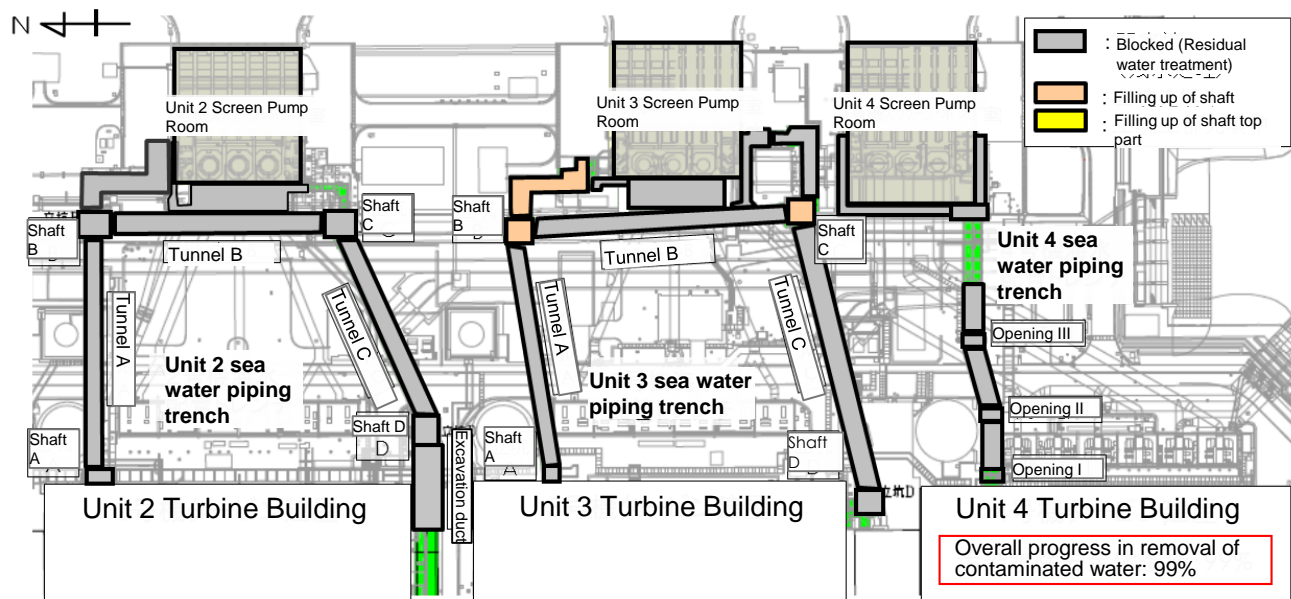 N
: Blocked (Residual
water treatment)
: Filling up of shaft
: Filling up of shaft top
part
Unit 2 Screen Pump
Room
Unit 3 Screen Pump
Room
Unit 4 Screen Pump
Room
Shaft
B
Shaft
C
Shaft
B
Shaft
C
Tunnel B
Tunnel B
Tunnel A
Tunnel C
Tunnel A
Tunnel C
Unit 2 sea
water piping
trench
Unit 3 sea water
piping trench
Unit 4 sea
water piping
trench
Opening III
Opening II
Opening I
Shaft
A
Shaft D
D
Excavation duct
Shaft
A
Shaft
D
立坑D
Unit 2 Turbine Building
Unit 3 Turbine Building
Unit 4 Turbine Building
Overall progress in removal of
contaminated water: 99%